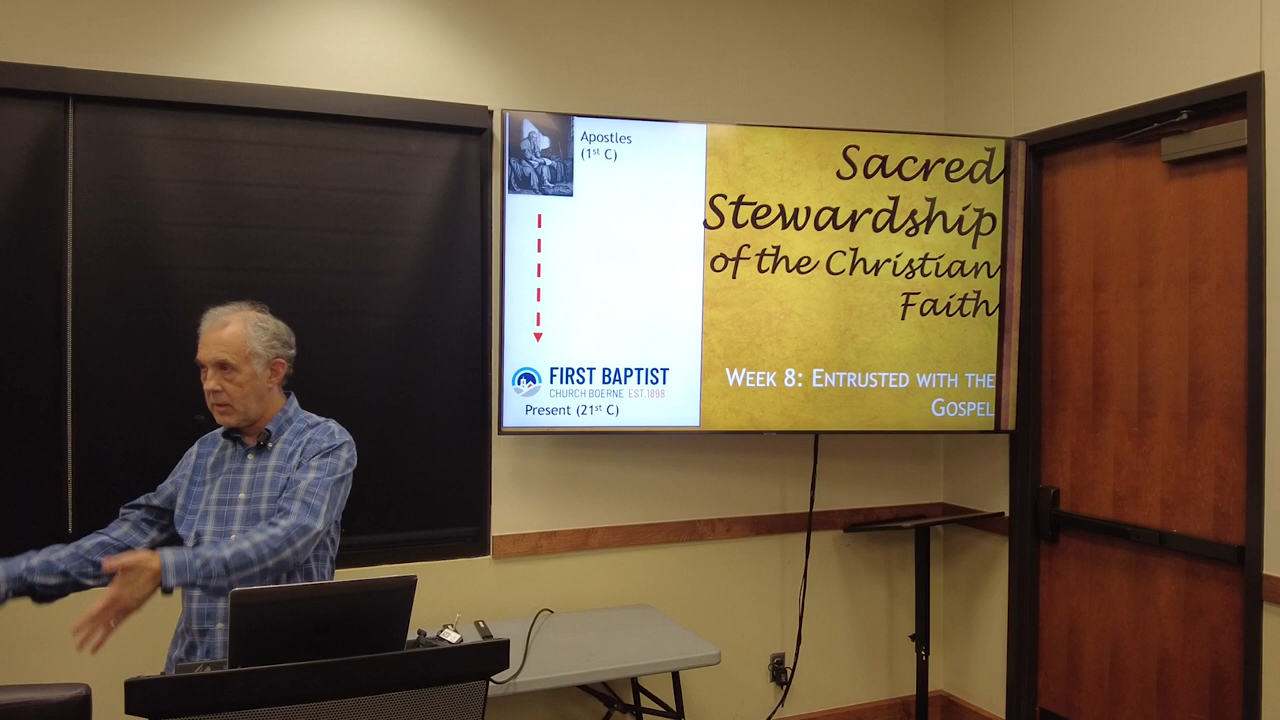 Apostles
(1st C)
FIRST BAPTIST
CHURCH BOERNE EST.1898
Present (21st C)
Sacred
Stewardship
of the Christian
Faith
WEEK 8: ENTRUSTED WITH THE
GOSPEL